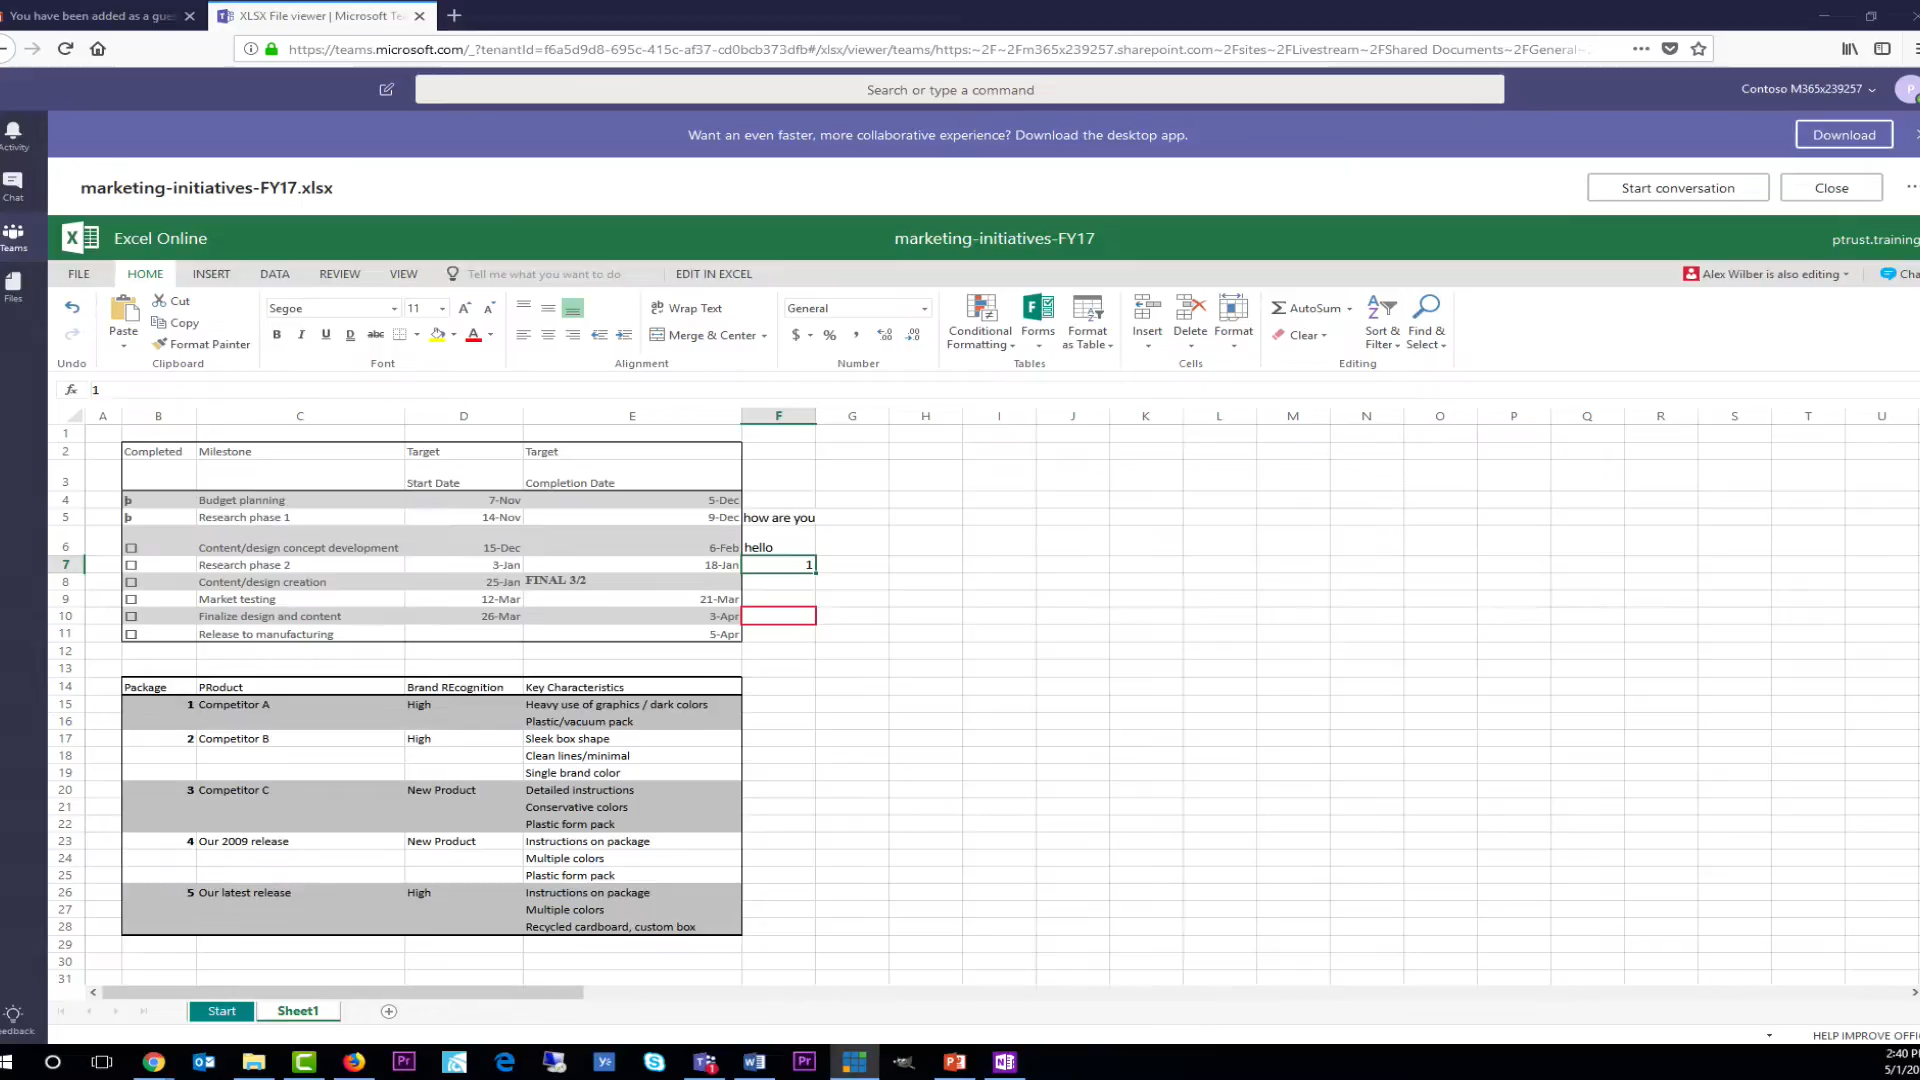 You have been added as a gue
XLSX File viewer | Microsoft Te
https://teams.microsoft.com/_?tenantId=f6a5d9d8-695c-415c-af37-cd0bcb373dfb#/xlsx/viewer/teams/https:~2F~2Fm365x239257.sharepoint.com~2Fsites~2FLivestream~2FShared Documents~2FGeneral~
Search or type a command
Contoso M365x239257
P
Activity
Want an even faster, more collaborative experience? Download the desktop app.
Download
Chat
marketing-initiatives-FY17.xlsx
Start conversation
Close
Teams
Excel Online
marketing-initiatives-FY17
ptrust.training
Files
FILE HOME INSERT DATA REVIEW VIEW Tell me what you want to do EDIT IN EXCEL
Alex Wilber is also editing
Cha
Cut
Copy
Format Painter
Paste
Segoe 11
B I U D abc
ab Wrap Text
Merge & Center
General
$ % ,
Conditional Formatting
Forms
Format as Table
Insert
Delete
Format
AutoSum
Clear
Sort & Filter
Find & Select
Undo Clipboard Font Alignment Number Tables Cells Editing
fx 1
A B C D E F G H I J K L M N O P Q R S T U
1
2 Completed Milestone Target Target
3 Start Date Completion Date
4 þ Budget planning 7-Nov 5-Dec
5 þ Research phase 1 14-Nov 9-Dec how are you
6 Content/design concept development 15-Dec 6-Feb hello
7 Research phase 2 3-Jan 18-Jan 1
8 Content/design creation 25-Jan FINAL 3/2
9 Market testing 12-Mar 21-Mar
10 Finalize design and content 26-Mar 3-Apr
11 Release to manufacturing 5-Apr
12
13
14 Package PRoduct Brand REcognition Key Characteristics
15 1 Competitor A High Heavy use of graphics / dark colors
16 Plastic/vacuum pack
17 2 Competitor B High Sleek box shape
18 Clean lines/minimal
19 Single brand color
20 3 Competitor C New Product Detailed instructions
21 Conservative colors
22 Plastic form pack
23 4 Our 2009 release New Product Instructions on package
24 Multiple colors
25 Plastic form pack
26 5 Our latest release High Instructions on package
27 Multiple colors
28 Recycled cardboard, custom box
29
30
31
Start
Sheet1
eedback
HELP IMPROVE OFFI
2:40 P
5/1/20